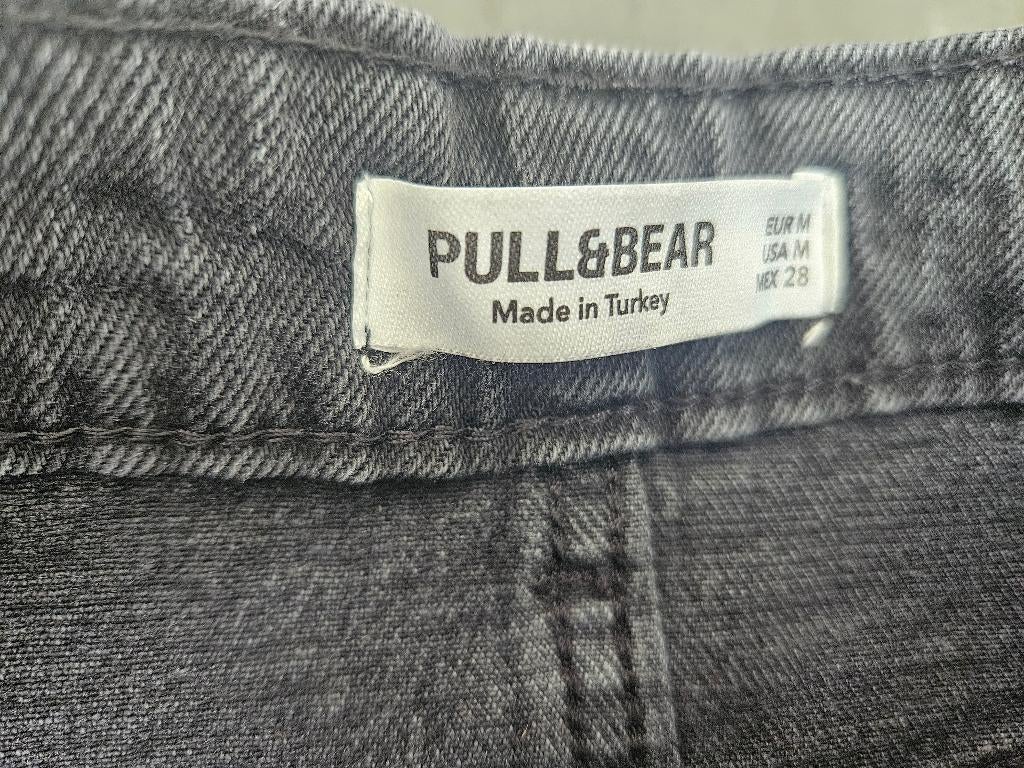 PULL&BEAR
Made in Turkey
EUR M
USA M
MEX 28